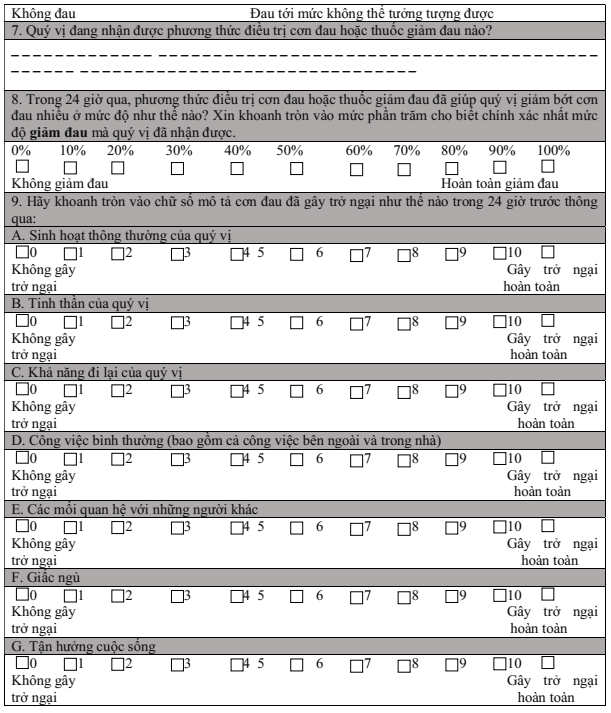 Không đau Đau tới mức không thể tưởng tượng được
7. Quý vị đang nhận được phương thức điều trị cơn đau hoặc thuốc giảm đau nào?
8. Trong 24 giờ qua, phương thức điều trị cơn đau hoặc thuốc giảm đau đã giúp quý vị giảm bớt cơn
đau nhiều ở mức độ như thế nào? Xin khoanh tròn vào mức phần trăm cho biết chính xác nhất mức
độ giảm đau mà quý vị đã nhận được.
0% 10% 20% 30% 40% 50% 60% 70% 80% 90% 100%
☐ ☐ ☐ ☐ ☐ ☐ ☐ ☐ ☐ ☐ ☐
Không giảm đau Hoàn toàn giảm đau
9. Hãy khoanh tròn vào chữ số mô tả cơn đau đã gây trở ngại như thế nào trong 24 giờ trước thông
qua:
A. Sinh hoạt thông thường của quý vị
☐0 ☐1 ☐2 ☐3 ☐4 5 ☐ 6 ☐7 ☐8 ☐9 ☐10 ☐
Không gây Gây trở ngại
trở ngại hoàn toàn
B. Tinh thần của quý vị
☐0 ☐1 ☐2 ☐3 ☐4 5 ☐ 6 ☐7 ☐8 ☐9 ☐10 ☐
Không gây Gây trở ngại
trở ngại hoàn toàn
C. Khả năng đi lại của quý vị
☐0 ☐1 ☐2 ☐3 ☐4 5 ☐ 6 ☐7 ☐8 ☐9 ☐10 ☐
Không gây Gây trở ngại
trở ngại hoàn toàn
D. Công việc bình thường (bao gồm cả công việc bên ngoài và trong nhà)
☐0 ☐1 ☐2 ☐3 ☐4 5 ☐ 6 ☐7 ☐8 ☐9 ☐10 ☐
Không gây Gây trở ngại
trở ngại hoàn toàn
E. Các mối quan hệ với những người khác
☐0 ☐1 ☐2 ☐3 ☐4 5 ☐ 6 ☐7 ☐8 ☐9 ☐10 ☐
Không gây Gây trở ngại
trở ngại hoàn toàn
F. Giấc ngủ
☐0 ☐1 ☐2 ☐3 ☐4 5 ☐ 6 ☐7 ☐8 ☐9 ☐10 ☐
Không gây Gây trở ngại
trở ngại hoàn toàn
G. Tận hưởng cuộc sống
☐0 ☐1 ☐2 ☐3 ☐4 5 ☐ 6 ☐7 ☐8 ☐9 ☐10 ☐
Không gây Gây trở ngại
trở ngại hoàn toàn